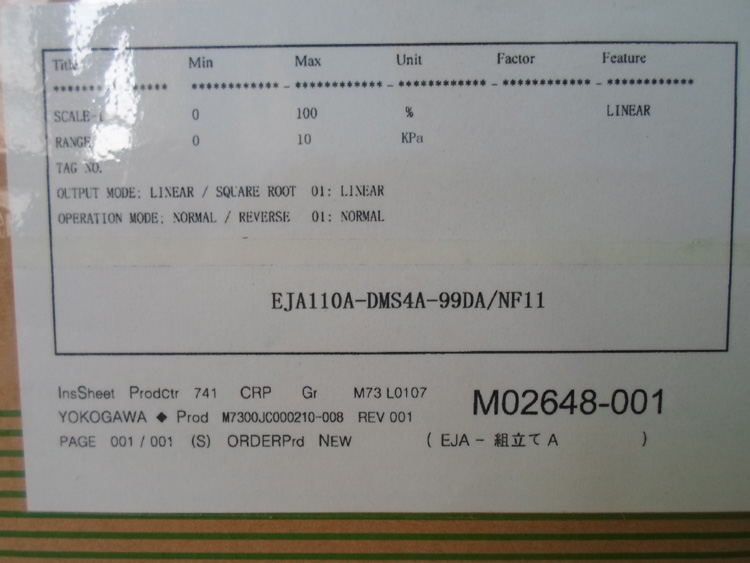 Title Min Max Unit Factor Feature
**************** ************* - ************* - ************* - ************* - *************
SCALE-1 0 100 % LINEAR
RANGE 0 10 KPa
TAG NO.
OUTPUT MODE: LINEAR / SQUARE ROOT 01: LINEAR
OPERATION MODE: NORMAL / REVERSE 01: NORMAL
EJA110A-DMS4A-99DA/NF11
InsSheet Prodctr 741 CRP Gr M73 L0107
M02648-001
YOKOGAWA ◆ Prod M7300JC000210-008 REV 001
PAGE 001 / 001 (S) ORDERPrd NEW ( EJA - 組立て A )